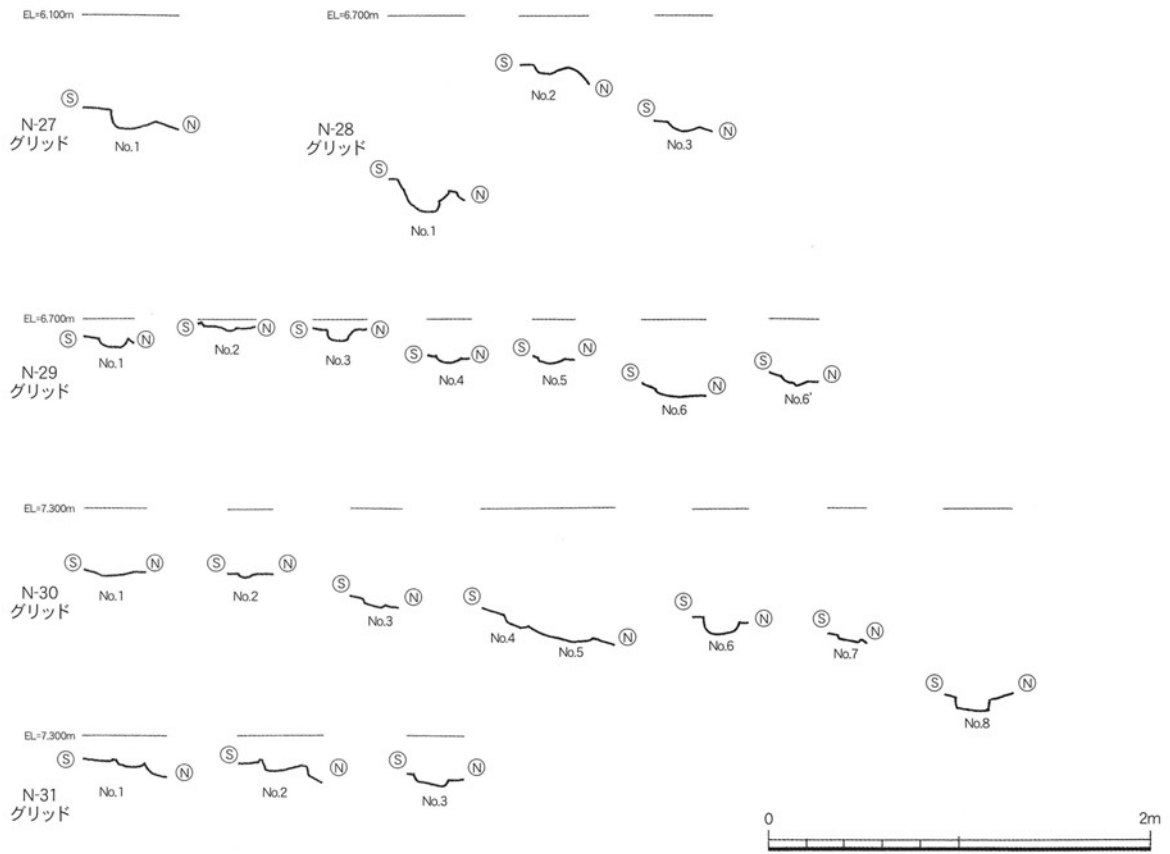 EL=6.100m
Ⓢ
Ⓝ
N-27
グリッド
No.1
EL=6.700m
N-28
グリッド
Ⓢ
Ⓝ
No.2
Ⓢ
Ⓝ
No.3
Ⓢ
Ⓝ
No.1
EL=6.700m
N-29
グリッド
Ⓢ
Ⓝ
No.1
Ⓢ
Ⓝ
No.2
Ⓢ
Ⓝ
No.3
Ⓢ
Ⓝ
No.4
Ⓢ
Ⓝ
No.5
Ⓢ
Ⓝ
No.6
Ⓢ
Ⓝ
No.6'
EL=7.300m
N-30
グリッド
Ⓢ
Ⓝ
No.1
Ⓢ
Ⓝ
No.2
Ⓢ
Ⓝ
No.3
Ⓢ
No.4
No.5
Ⓝ
Ⓢ
Ⓝ
No.6
Ⓢ
Ⓝ
No.7
Ⓢ
Ⓝ
No.8
EL=7.300m
N-31
グリッド
Ⓢ
Ⓝ
No.1
Ⓢ
Ⓝ
No.2
Ⓢ
Ⓝ
No.3
0 2m